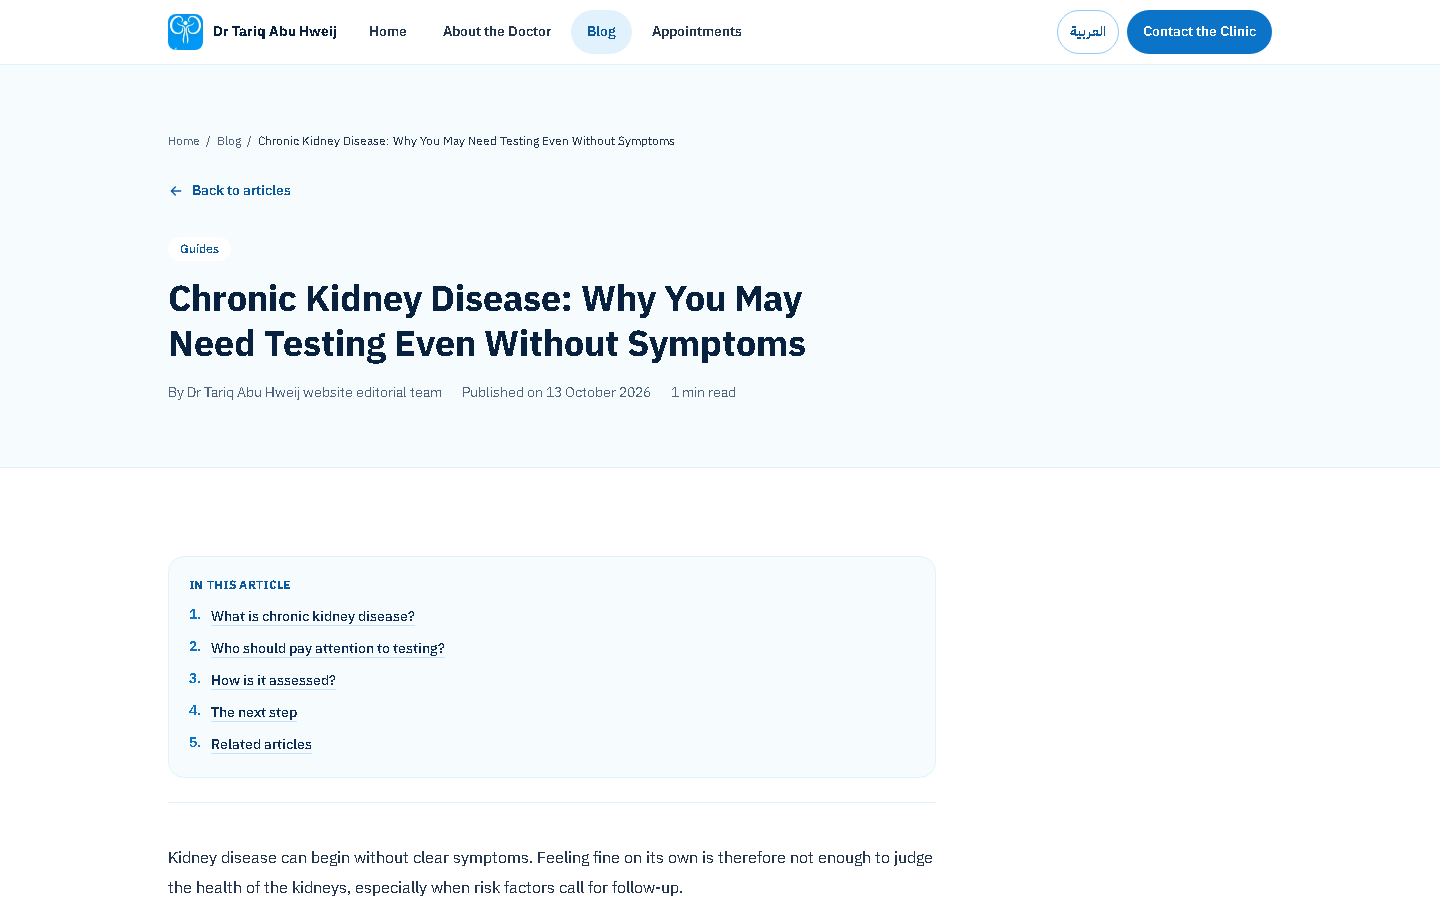 Dr Tariq Abu Hweij
Home
About the Doctor
Blog
Appointments
العربية
Contact the Clinic
Home / Blog / Chronic Kidney Disease: Why You May Need Testing Even Without Symptoms
← Back to articles
Guides
Chronic Kidney Disease: Why You May
Need Testing Even Without Symptoms
By Dr Tariq Abu Hweij website editorial team Published on 13 October 2026 1 min read
IN THIS ARTICLE
1. What is chronic kidney disease?
2. Who should pay attention to testing?
3. How is it assessed?
4. The next step
5. Related articles
Kidney disease can begin without clear symptoms. Feeling fine on its own is therefore not enough to judge
the health of the kidneys, especially when risk factors call for follow-up.